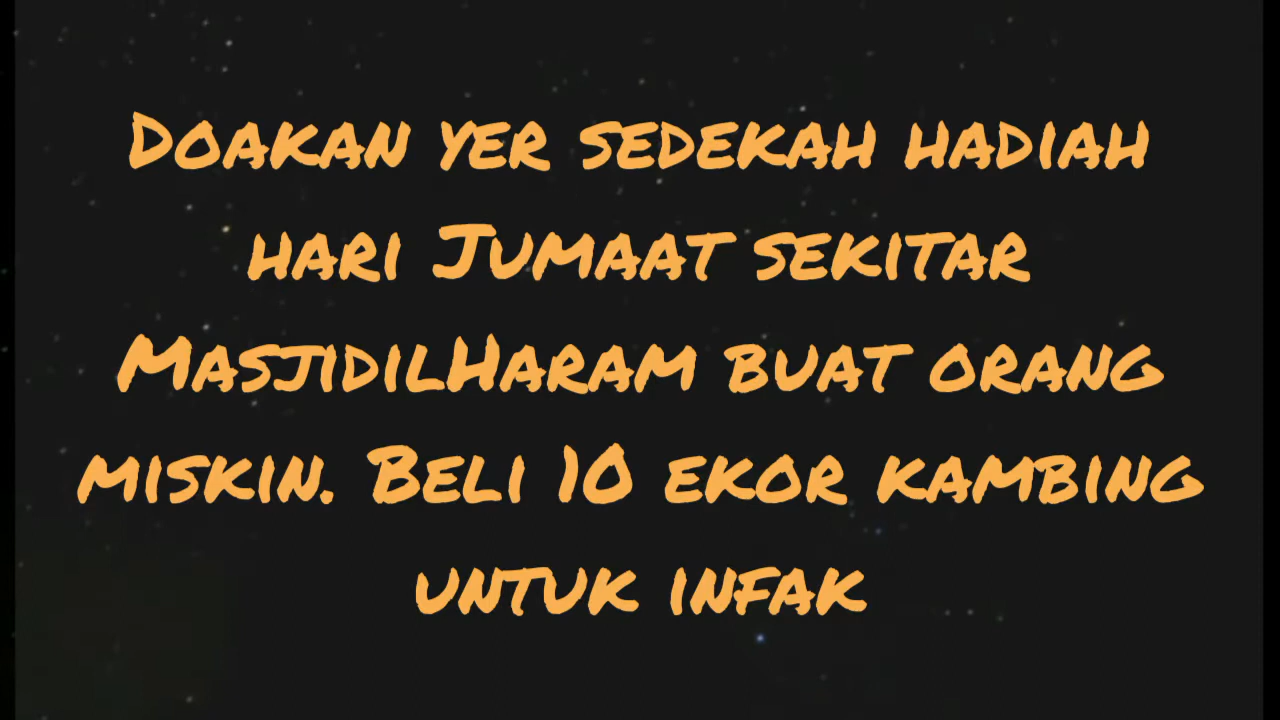 Doakan yer sedekah hadiah
hari Jumaat sekitar
MasjidilHaram buat orang
miskin. Beli 10 ekor kambing
untuk infak